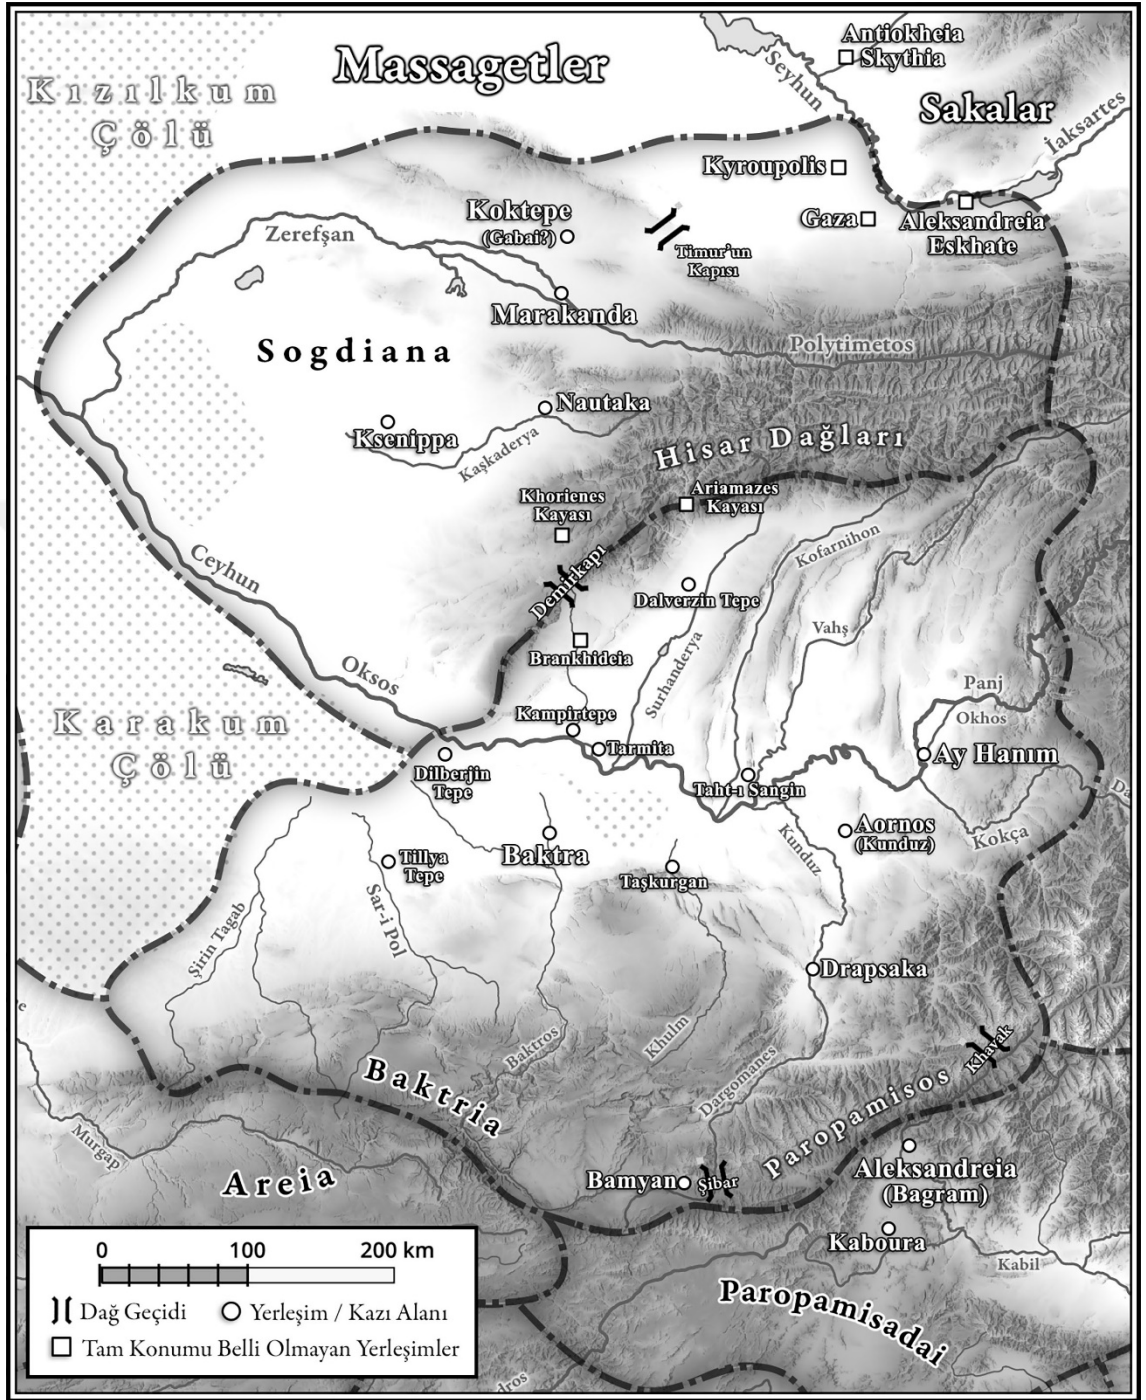 Antiokheia
Skythia
Massagetler
Seyhun
Kızılkum
Çölü
Sakalar
İaksartes
Kyroupolis
Gaza
Aleksandreia
Eskhate
Koktepe
(Gabai?)
Zerefşan
Timur'un
Kapısı
Marakanda
Sogdiana
Polytimetos
Nautaka
Ksenippa
Kaşkaderya
Hisar Dağları
Khorienes
Kayası
Ariamazes
Kayası
Kofarnihon
Ceyhun
Demirkapı
Dalverzin Tepe
Vahş
Brankhideia
Surhanderya
Oksos
Panj
Okhos
Karakum
Çölü
Kampirtepe
Tarmita
Ay Hanım
Dilberjin
Tepe
Taht-ı Sangin
Aornos
(Kunduz)
Kokça
Kunduz
Baktra
Tillya
Tepe
Taşkurgan
Şirin Tagab
Sar-i Pol
Drapsaka
Baktros
Khulm
Khavak
Dargomanes
Baktria
Paropamisos
Murgap
Areia
Bamyan
Şibar
Aleksandreia
(Bagram)
Kaboura
Kabil
Paropamisadai
0 100 200 km
Dağ Geçidi Yerleşim / Kazı Alanı
Tam Konumu Belli Olmayan Yerleşimler